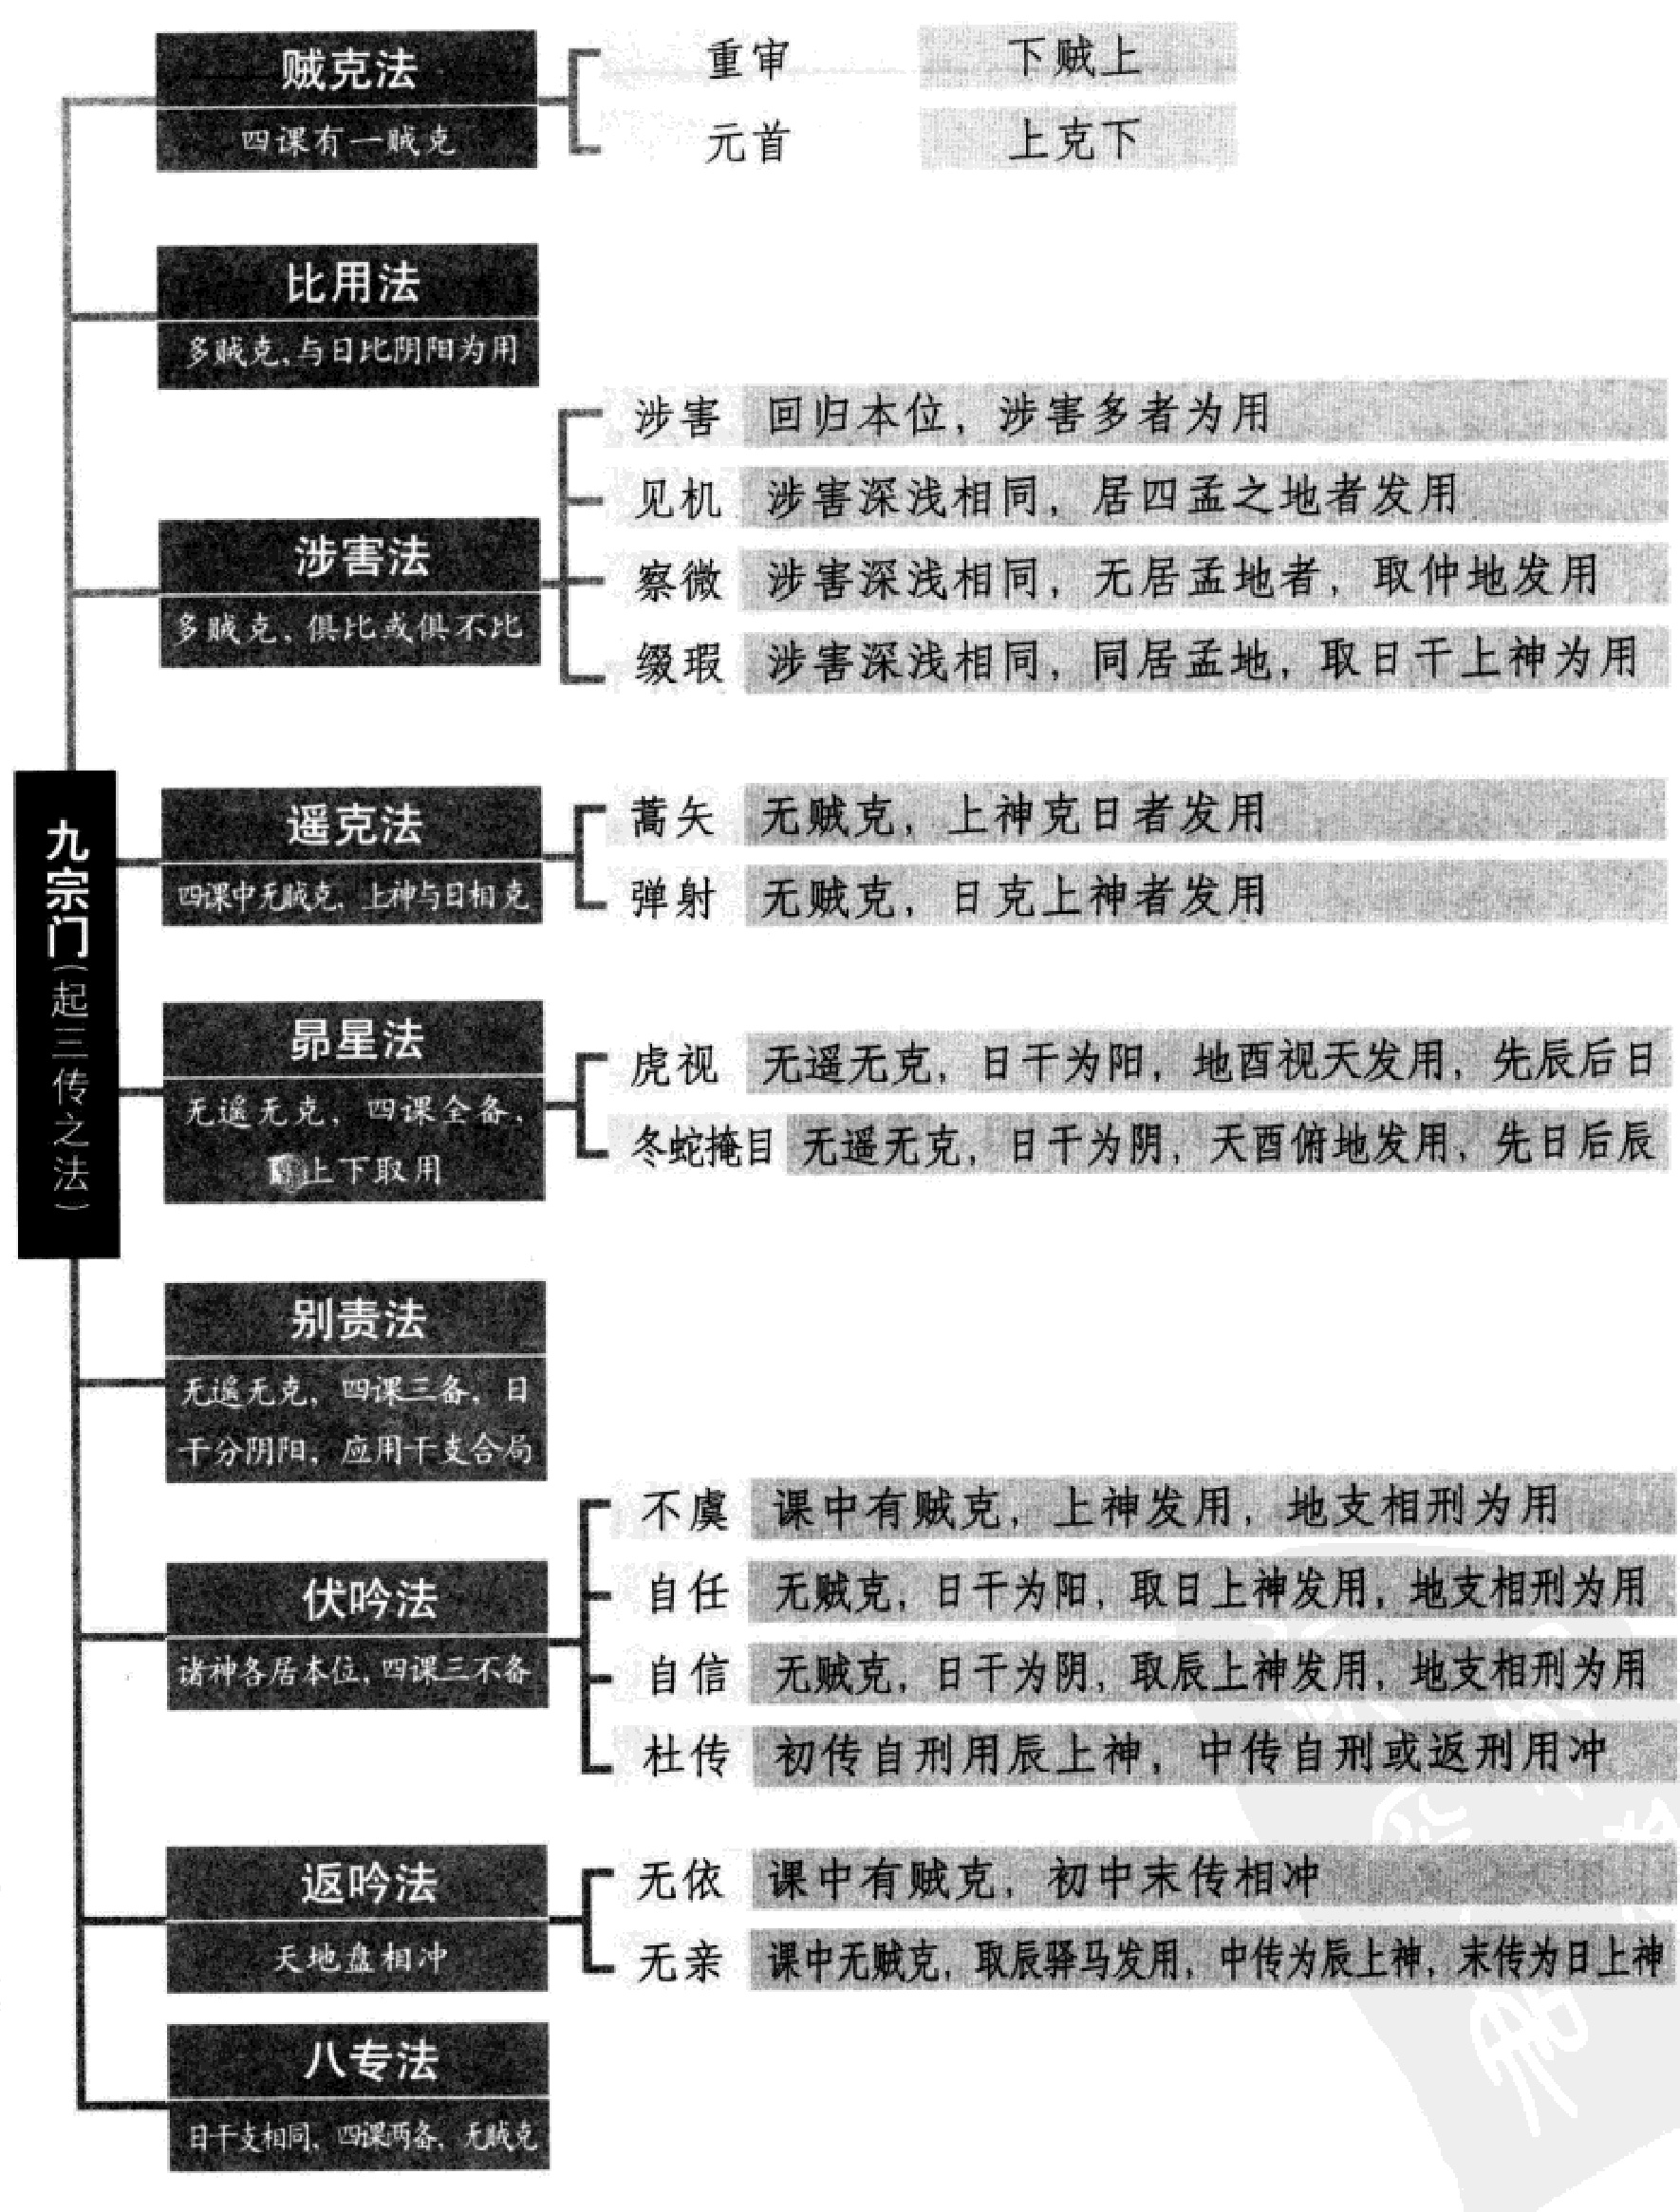 九宗门(起三传之法)
贼克法
四课有一贼克
重审 下贼上
元首 上克下
比用法
多贼克,与日比阴阳为用
涉害法
多贼克,俱比或俱不比
涉害 回归本位,涉害多者为用
见机 涉害深浅相同,居四孟之地者发用
察微 涉害深浅相同,无居孟地者,取仲地发用
缀瑕 涉害深浅相同,同居孟地,取日干上神为用
遥克法
四课中无贼克,上神与日相克
蒿矢 无贼克,上神克日者发用
弹射 无贼克,日克上神者发用
昴星法
无遥无克,四课全备,
上下取用
虎视 无遥无克,日干为阳,地酉视天发用,先辰后日
冬蛇掩目 无遥无克,日干为阴,天酉俯地发用,先日后辰
别责法
无遥无克,四课三备,日
干分阴阳,应用干支合局
伏吟法
诸神各居本位,四课三不备
不虞 课中有贼克,上神发用,地支相刑为用
自任 无贼克,日干为阳,取日上神发用,地支相刑为用
自信 无贼克,日干为阴,取辰上神发用,地支相刑为用
杜传 初传自刑用辰上神,中传自刑或返刑用冲
返吟法
天地盘相冲
无依 课中有贼克,初中末传相冲
无亲 课中无贼克,取辰驿马发用,中传为辰上神,末传为日上神
八专法
日干支相同,四课两备,无贼克